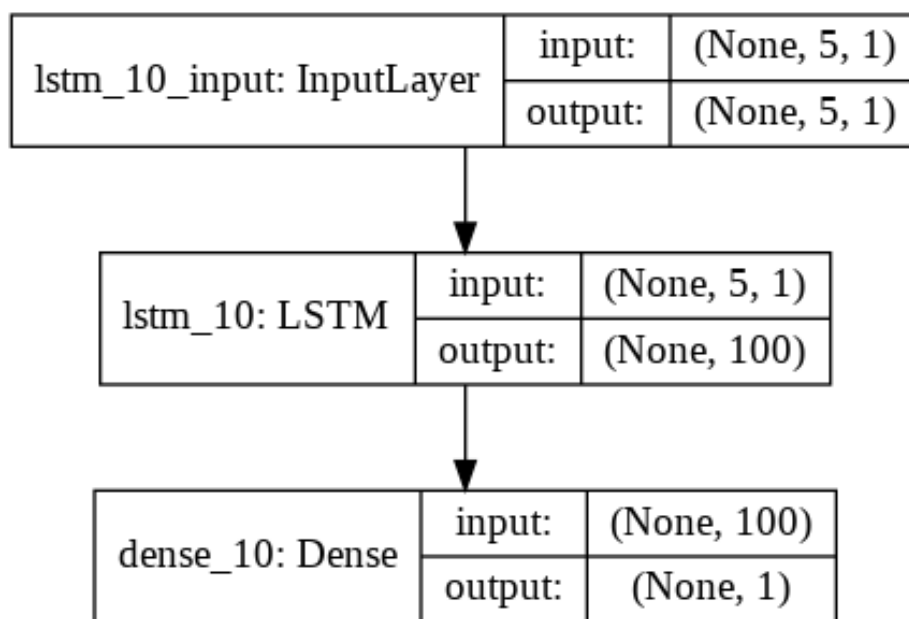 lstm_10_input: InputLayer
input:
(None, 5, 1)
output:
(None, 5, 1)
lstm_10: LSTM
input:
(None, 5, 1)
output:
(None, 100)
dense_10: Dense
input:
(None, 100)
output:
(None, 1)